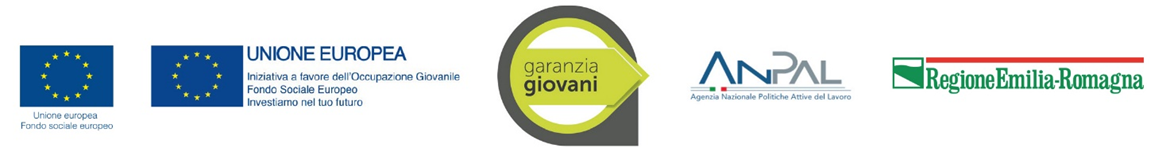 Unione europea
Fondo sociale europeo
UNIONE EUROPEA
Iniziativa a favore dell'Occupazione Giovanile
Fondo Sociale Europeo
Investiamo nel tuo futuro
garanzia
giovani
ANPAL
Agenzia Nazionale Politiche Attive del Lavoro
RegioneEmilia-Romagna